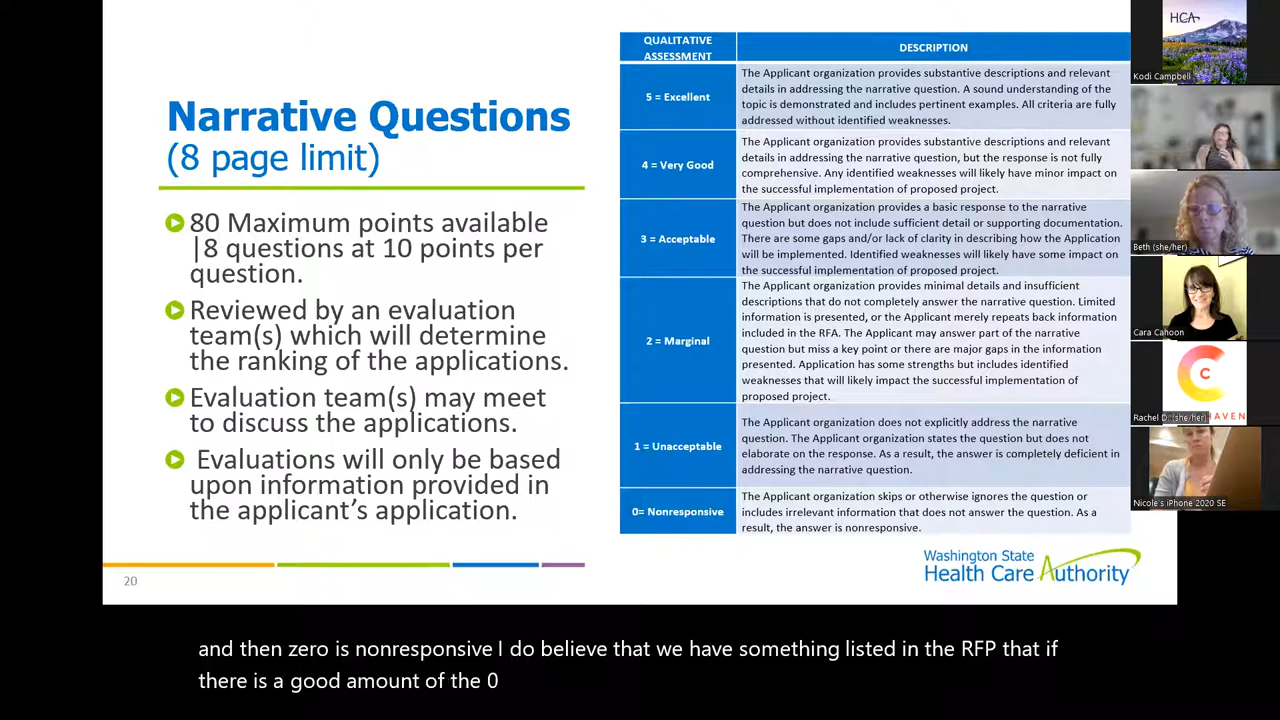 Narrative Questions
(8 page limit)
80 Maximum points available
|8 questions at 10 points per
question.
Reviewed by an evaluation
team(s) which will determine
the ranking of the applications.
Evaluation team(s) may meet
to discuss the applications.
Evaluations will only be based
upon information provided in
the applicant's application.
20
QUALITATIVE
ASSESSMENT
DESCRIPTION
5 = Excellent
The Applicant organization provides substantive descriptions and relevant
details in addressing the narrative question. A sound understanding of the
topic is demonstrated and includes pertinent examples. All criteria are fully
addressed without identified weaknesses.
4 = Very Good
The Applicant organization provides substantive descriptions and relevant
details in addressing the narrative question, but the response is not fully
comprehensive. Any identified weaknesses will likely have minor impact on
the successful implementation of proposed project.
3 = Acceptable
The Applicant organization provides a basic response to the narrative
question but does not include sufficient detail or supporting documentation.
There are some gaps and/or lack of clarity in describing how the Application
will be implemented. Identified weaknesses will likely have some impact on
the successful implementation of proposed project.
2 = Marginal
The Applicant organization provides minimal details and insufficient
descriptions that do not completely answer the narrative question. Limited
information is presented, or the Applicant merely repeats back information
included in the RFA. The Applicant may answer part of the narrative
question but miss a key point or there are major gaps in the information
presented. Application has some strengths but includes identified
weaknesses that will likely impact the successful implementation of
proposed project.
1 = Unacceptable
The Applicant organization does not explicitly address the narrative
question. The Applicant organization states the question but does not
elaborate on the response. As a result, the answer is completely deficient in
addressing the narrative question.
0= Nonresponsive
The Applicant organization skips or otherwise ignores the question or
includes irrelevant information that does not answer the question. As a
result, the answer is nonresponsive.
Washington State
Health Care Authority
HCA
Kodi Campbell
Beth (she/her)
Cara Cahoon
C
HAVEN
Rachel D. (she/her)
Nicole's iPhone 2020 SE
and then zero is nonresponsive I do believe that we have something listed in the RFP that if
there is a good amount of the 0